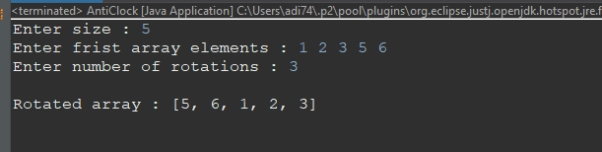 <terminated> AntiClock [Java Application] C:\Users\adi74\.p2\pool\plugins\org.eclipse.justj.openjdk.hotspot.jre.f
Enter size : 5
Enter frist array elements : 1 2 3 5 6
Enter number of rotations : 3
Rotated array : [5, 6, 1, 2, 3]